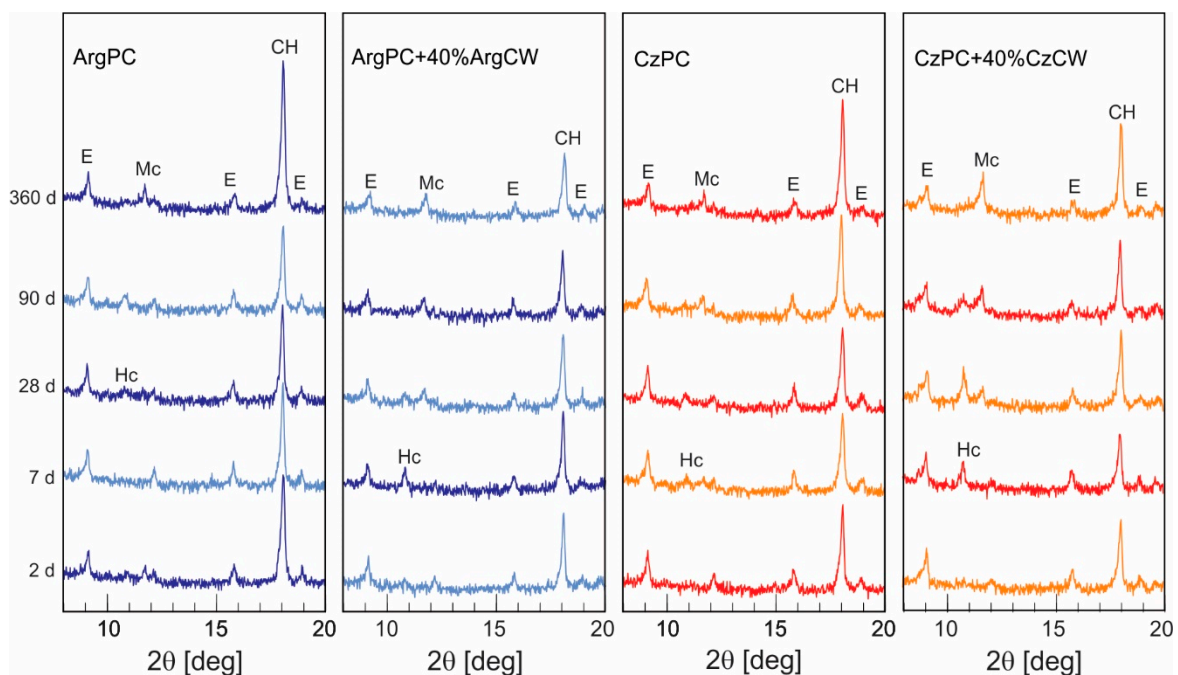 ArgPC
ArgPC+40%ArgCW
CzPC
CzPC+40%CzCW
CH
E
Mc
E
E
Hc
CH
E
Mc
E
E
Hc
CH
E
Mc
E
E
Hc
CH
E
Mc
E
E
Hc
360 d
90 d
28 d
7 d
2 d
10 15 20
10 15 20
10 15 20
10 15 20
2θ [deg]
2θ [deg]
2θ [deg]
2θ [deg]